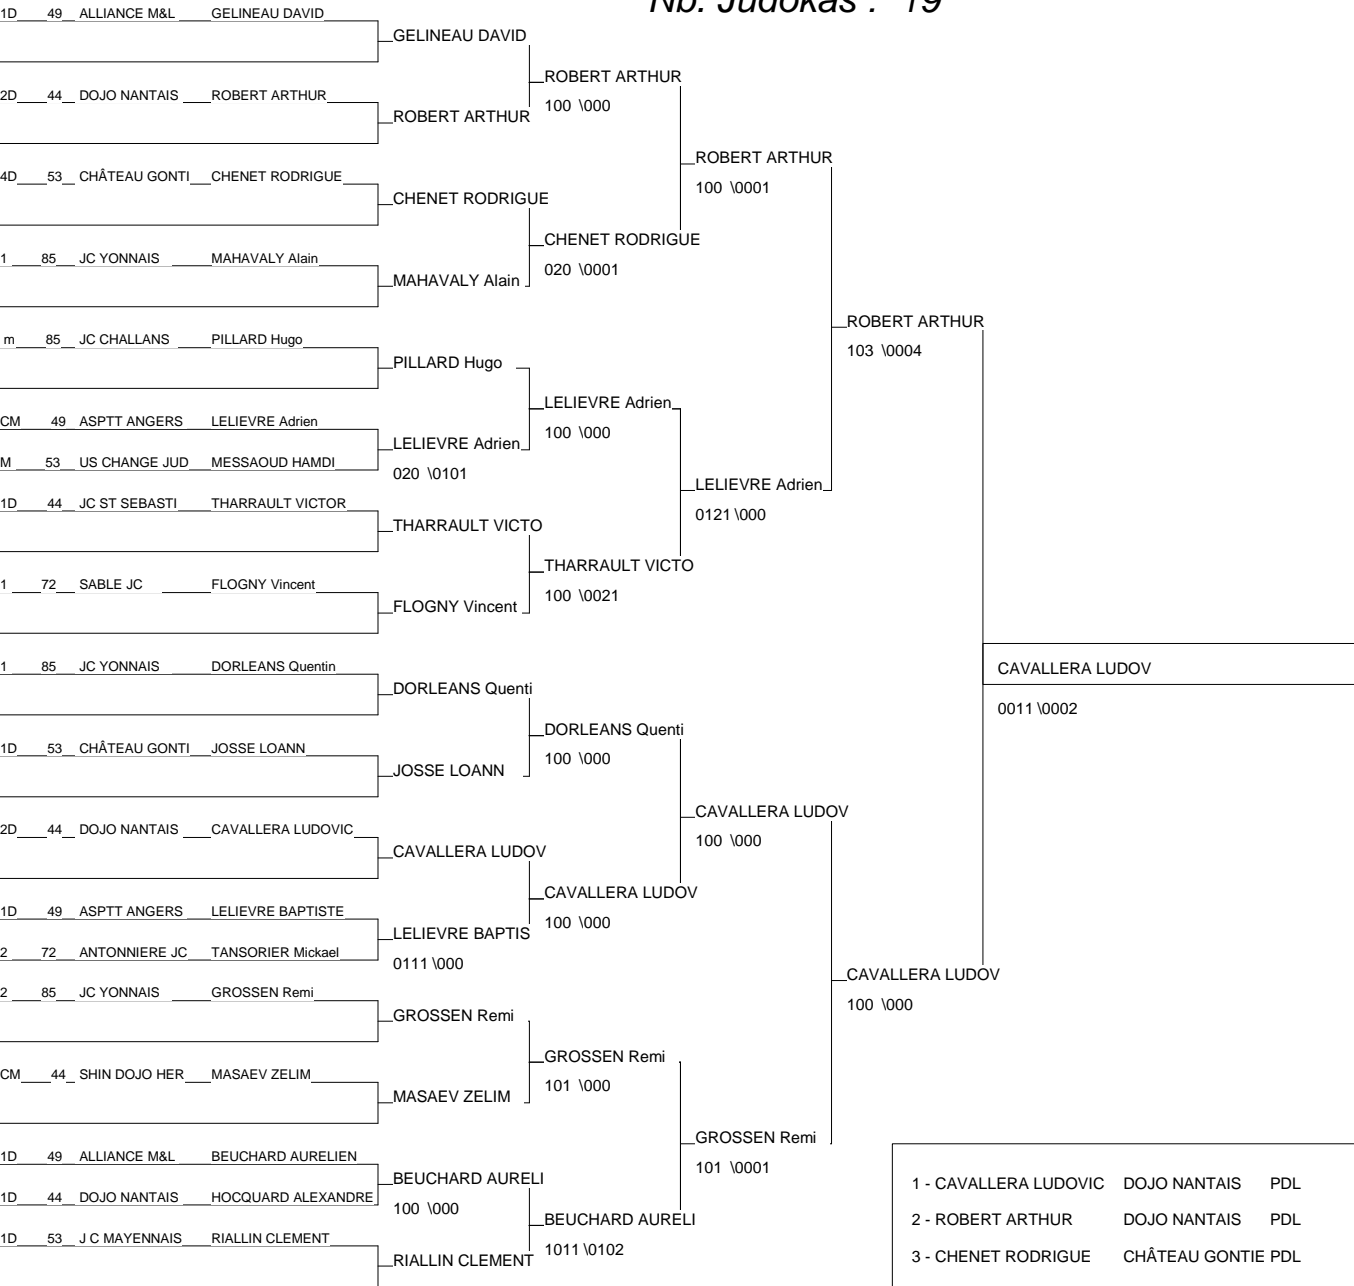 Nb. Judokas : 19
1D 49 ALLIANCE M&L GELINEAU DAVID
GELINEAU DAVID
ROBERT ARTHUR
100 \000
2D 44 DOJO NANTAIS ROBERT ARTHUR
ROBERT ARTHUR
ROBERT ARTHUR
100 \0001
4D 53 CHÂTEAU GONTI CHENET RODRIGUE
CHENET RODRIGUE
CHENET RODRIGUE
020 \0001
1 85 JC YONNAIS MAHAVALY Alain
MAHAVALY Alain
ROBERT ARTHUR
103 \0004
m 85 JC CHALLANS PILLARD Hugo
PILLARD Hugo
LELIEVRE Adrien
100 \000
CM 49 ASPTT ANGERS LELIEVRE Adrien
LELIEVRE Adrien
M 53 US CHANGE JUD MESSAOUD HAMDI
020 \0101
LELIEVRE Adrien
0121 \000
1D 44 JC ST SEBASTI THARRAULT VICTOR
THARRAULT VICTO
THARRAULT VICTO
100 \0021
1 72 SABLE JC FLOGNY Vincent
FLOGNY Vincent
CAVALLERA LUDOV
0011 \0002
1 85 JC YONNAIS DORLEANS Quentin
DORLEANS Quenti
DORLEANS Quenti
100 \000
1D 53 CHÂTEAU GONTI JOSSE LOANN
JOSSE LOANN
CAVALLERA LUDOV
100 \000
2D 44 DOJO NANTAIS CAVALLERA LUDOVIC
CAVALLERA LUDOV
CAVALLERA LUDOV
100 \000
1D 49 ASPTT ANGERS LELIEVRE BAPTISTE
LELIEVRE BAPTIS
2 72 ANTONNIERE JC TANSORIER Mickael
0111 \000
CAVALLERA LUDOV
100 \000
2 85 JC YONNAIS GROSSEN Remi
GROSSEN Remi
GROSSEN Remi
101 \000
CM 44 SHIN DOJO HER MASAEV ZELIM
MASAEV ZELIM
GROSSEN Remi
101 \0001
1D 49 ALLIANCE M&L BEUCHARD AURELIEN
BEUCHARD AURELI
1D 44 DOJO NANTAIS HOCQUARD ALEXANDRE
100 \000
BEUCHARD AURELI
1011 \0102
1D 53 J C MAYENNAIS RIALLIN CLEMENT
RIALLIN CLEMENT
1 - CAVALLERA LUDOVIC DOJO NANTAIS PDL
2 - ROBERT ARTHUR DOJO NANTAIS PDL
3 - CHENET RODRIGUE CHÂTEAU GONTIE PDL